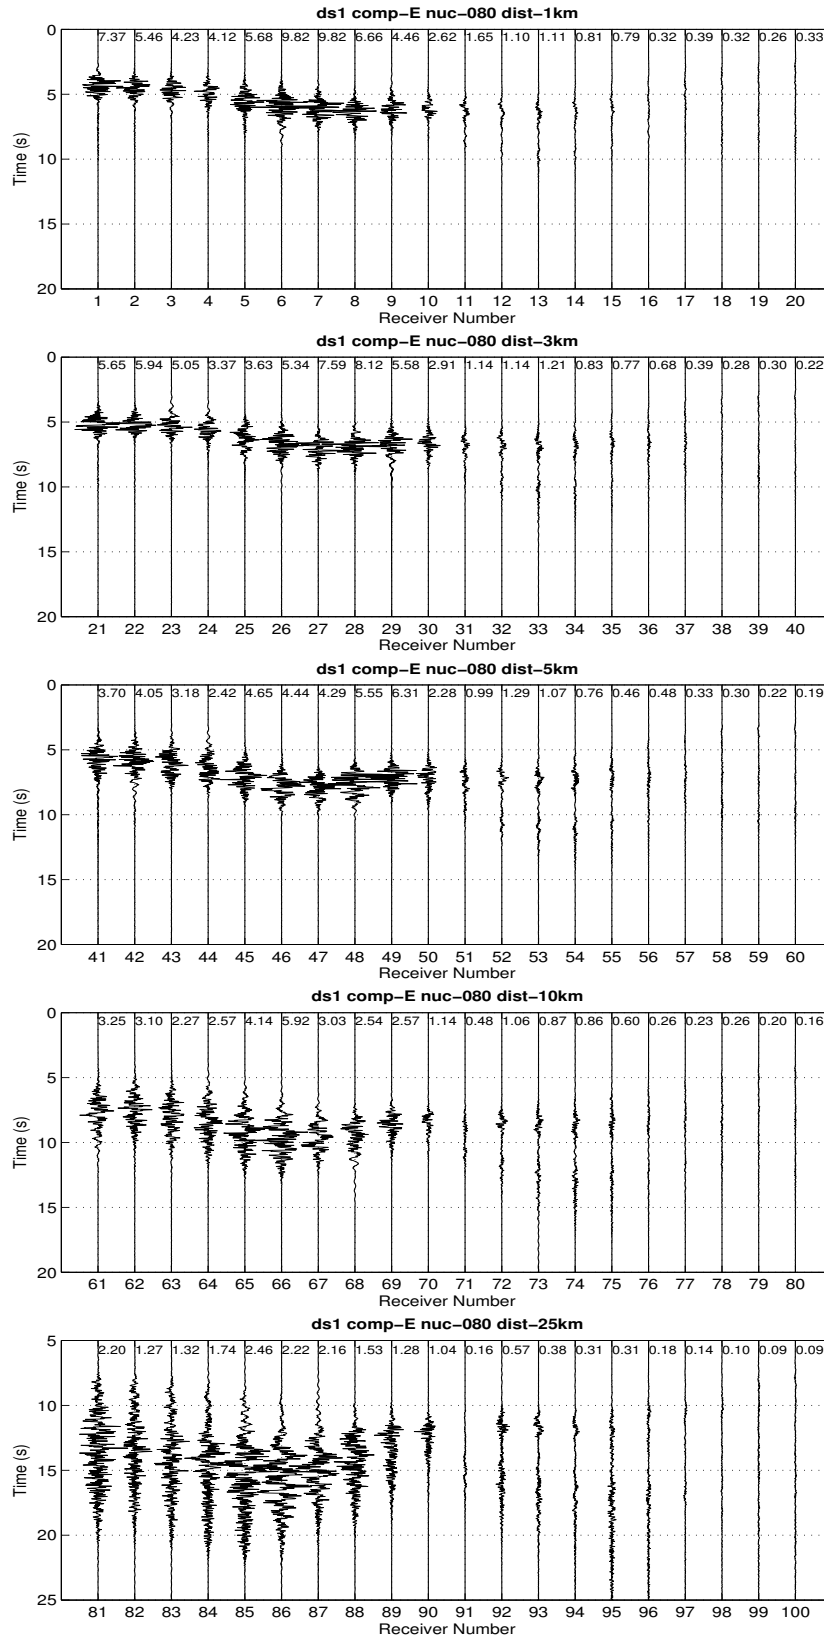 ds1 comp−E nuc−080 dist−1km
7.37 5.46 4.23 4.12 5.68 9.82 9.82 6.66 4.46 2.62 1.65 1.10 1.11 0.81 0.79 0.32 0.39 0.32 0.26 0.33
0
5
10
15
20
Time (s)
1 2 3 4 5 6 7 8 9 10 11 12 13 14 15 16 17 18 19 20
Receiver Number
ds1 comp−E nuc−080 dist−3km
5.65 5.94 5.05 3.37 3.63 5.34 7.59 8.12 5.58 2.91 1.14 1.14 1.21 0.83 0.77 0.68 0.39 0.28 0.30 0.22
0
5
10
15
20
Time (s)
21 22 23 24 25 26 27 28 29 30 31 32 33 34 35 36 37 38 39 40
Receiver Number
ds1 comp−E nuc−080 dist−5km
3.70 4.05 3.18 2.42 4.65 4.44 4.29 5.55 6.31 2.28 0.99 1.29 1.07 0.76 0.46 0.48 0.33 0.30 0.22 0.19
0
5
10
15
20
Time (s)
41 42 43 44 45 46 47 48 49 50 51 52 53 54 55 56 57 58 59 60
Receiver Number
ds1 comp−E nuc−080 dist−10km
3.25 3.10 2.27 2.57 4.14 5.92 3.03 2.54 2.57 1.14 0.48 1.06 0.87 0.86 0.60 0.26 0.23 0.26 0.20 0.16
0
5
10
15
20
Time (s)
61 62 63 64 65 66 67 68 69 70 71 72 73 74 75 76 77 78 79 80
Receiver Number
ds1 comp−E nuc−080 dist−25km
2.20 1.27 1.32 1.74 2.46 2.22 2.16 1.53 1.28 1.04 0.16 0.57 0.38 0.31 0.31 0.18 0.14 0.10 0.09 0.09
5
10
15
20
25
Time (s)
81 82 83 84 85 86 87 88 89 90 91 92 93 94 95 96 97 98 99 100
Receiver Number